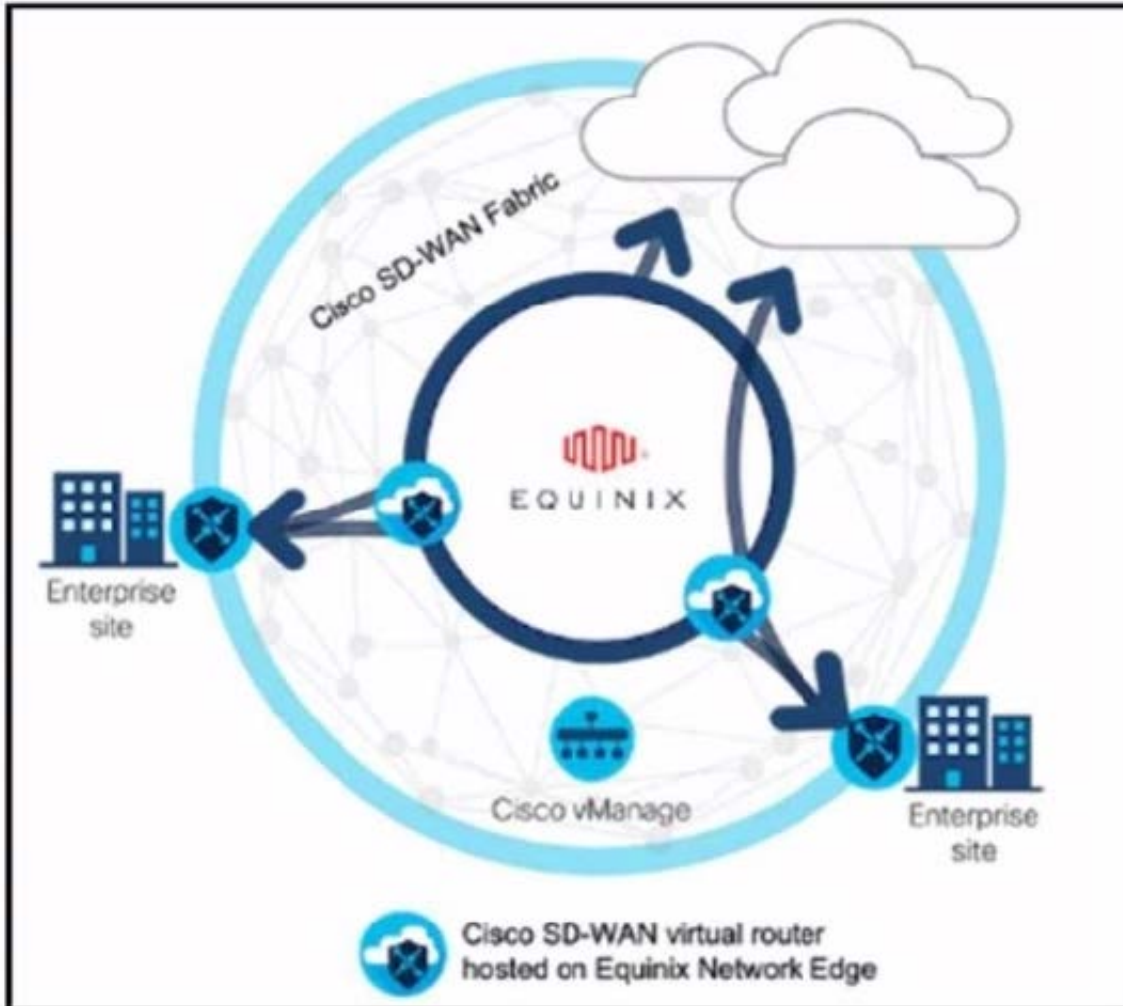 Cisco SD-WAN Fabric
EQUINIX
Enterprise
site
Cisco vManage
Enterprise
site
Cisco SD-WAN virtual router
hosted on Equinix Network Edge